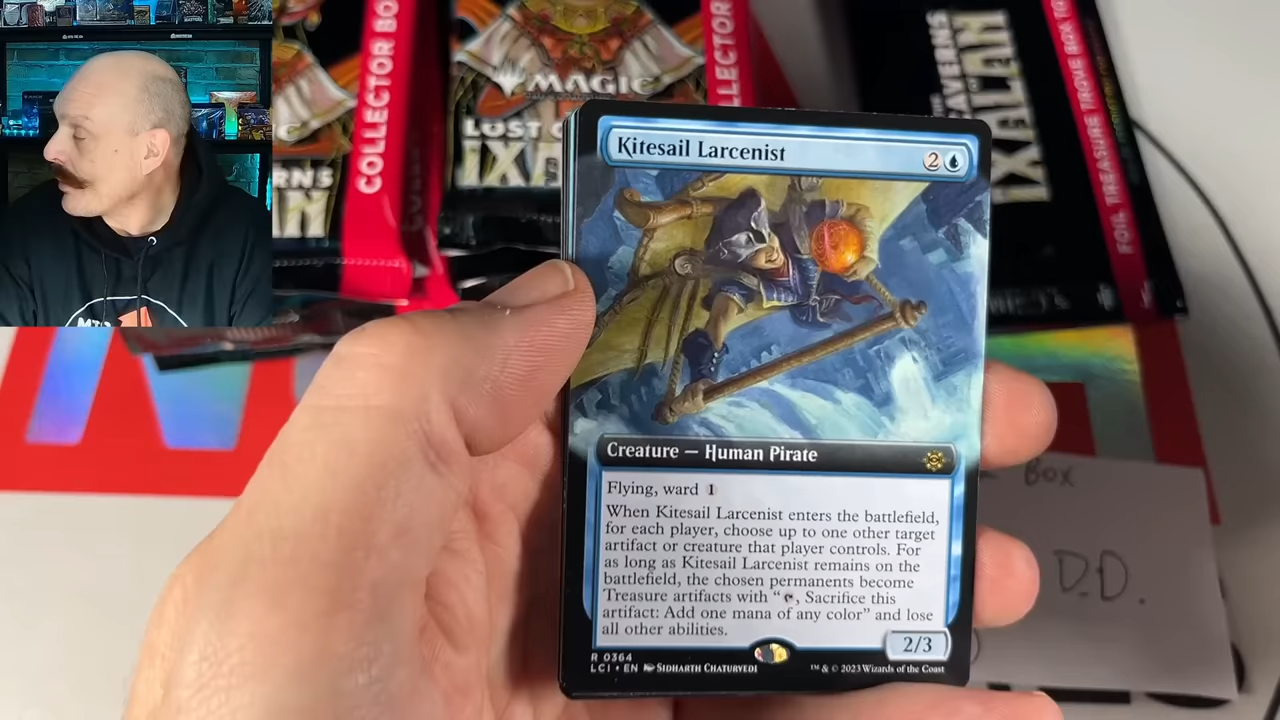 COLLECTOR BO
MAGIC
LOST C
IXA
COLLECTOR
CAVERNS
IXALAN
FOIL TREASURE TROVE BOX TO
RNS
Kitesail Larcenist
2
Creature — Human Pirate
Flying, ward 1
When Kitesail Larcenist enters the battlefield,
for each player, choose up to one other target
artifact or creature that player controls. For
as long as Kitesail Larcenist remains on the
battlefield, the chosen permanents become
Treasure artifacts with “, Sacrifice this
artifact: Add one mana of any color” and lose
all other abilities.
2/3
R 0364
LCI • EN SIDHARTH CHATURVEDI
™ & © 2023 Wizards of the Coast
BOX
D.D.